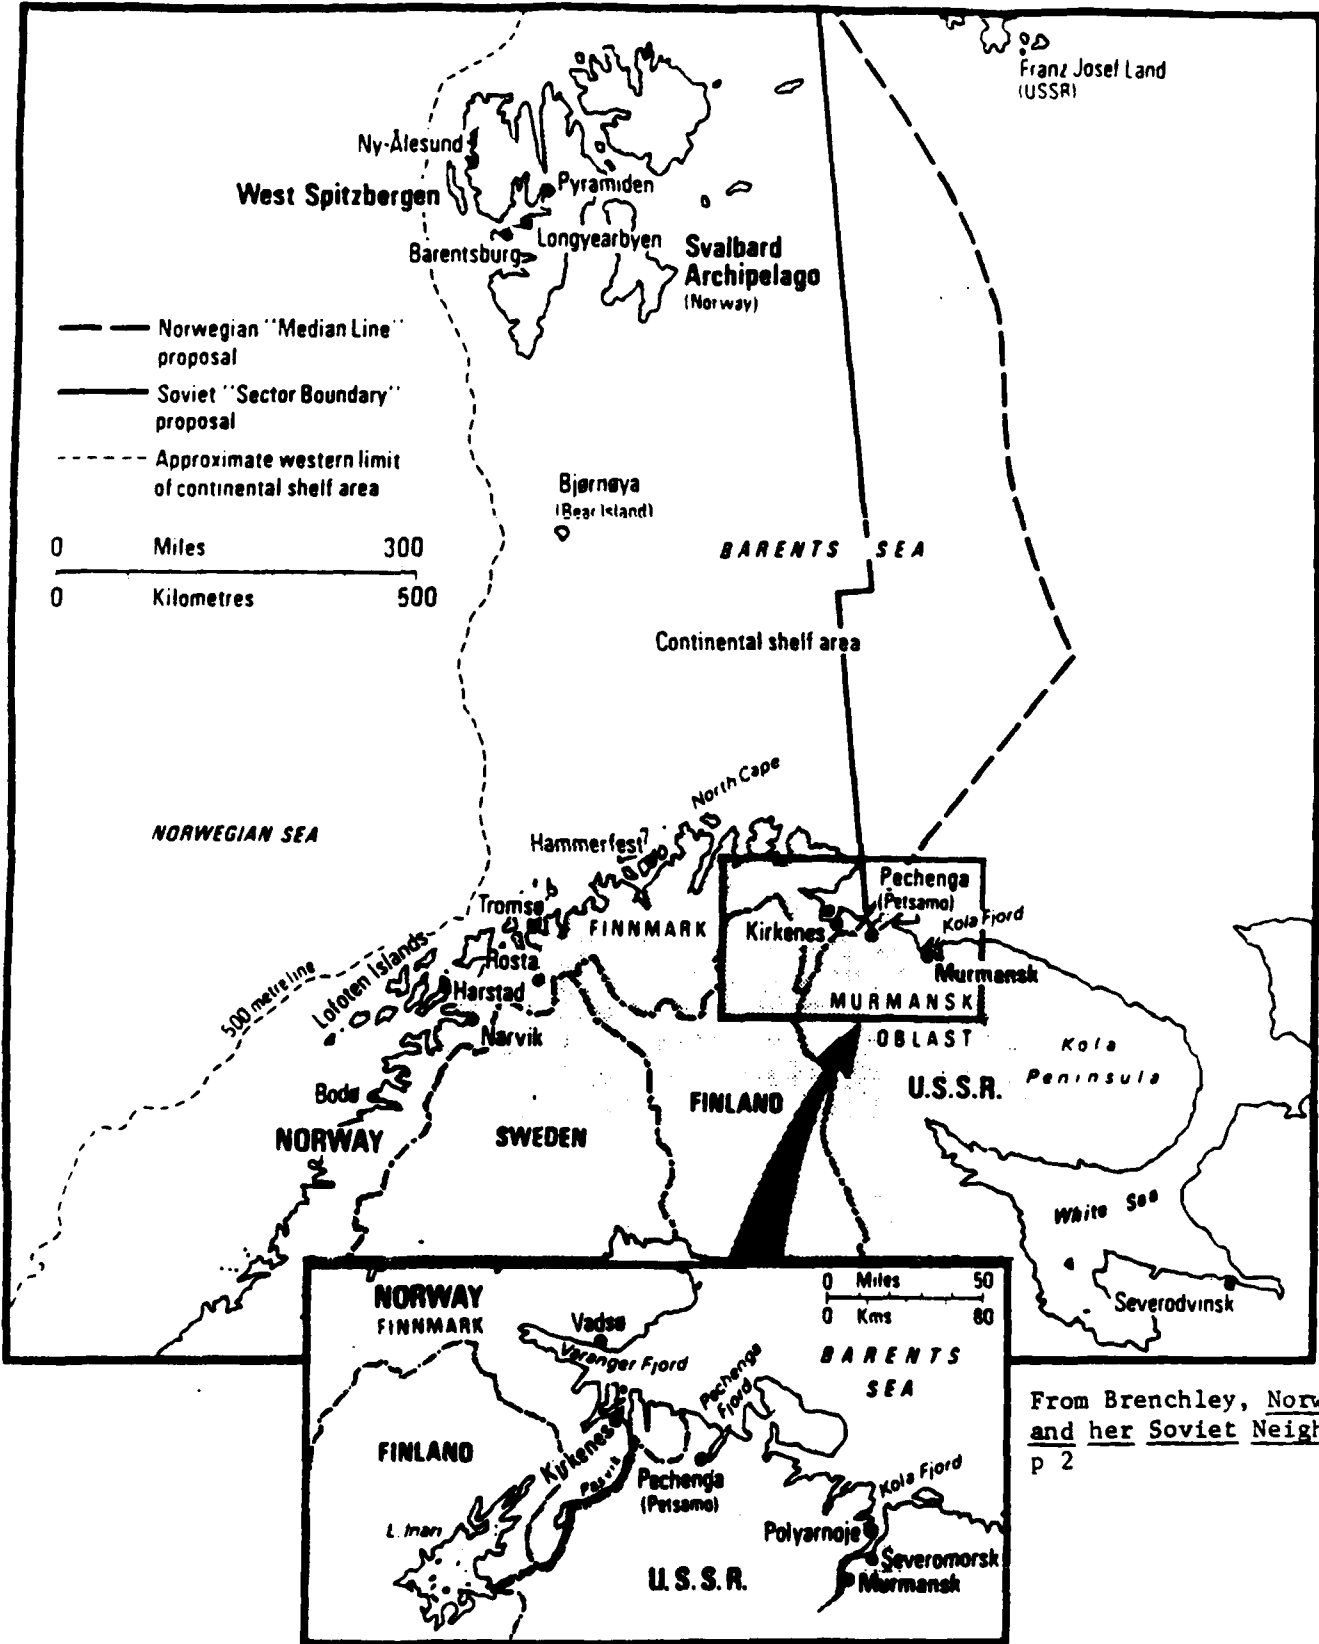 Franz Josef Land
(USSR)
Ny-Ålesund
West Spitzbergen
Pyramiden
Longyearbyen
Barentsburg
Svalbard
Archipelago
(Norway)
Norwegian "Median Line"
proposal
Soviet "Sector Boundary"
proposal
Approximate western limit
of continental shelf area
0 Miles 300
0 Kilometres 500
Bjørnøya
(Bear Island)
BARENTS SEA
Continental shelf area
NORWEGIAN SEA
North Cape
Hammerfest
Tromsø
FINNMARK
Rosta
Lofoten Islands
Harstad
500 metre line
Narvik
Bodø
NORWAY
SWEDEN
FINLAND
Pechenga
(Petsamo)
Kirkenes
Kola Fjord
Murmansk
MURMANSK
OBLAST
U.S.S.R.
Kola
Peninsula
White Sea
Severodvinsk
NORWAY
FINNMARK
Vadsø
Varanger Fjord
0 Miles 50
0 Kms 80
BARENTS
SEA
Pechenga
Fjord
FINLAND
Kirkenes
Pasvik
Pechenga
(Petsamo)
Kola Fjord
L. Inari
Polyarnoje
Severomorsk
Murmansk
U.S.S.R.
From Brenchley, Norw
and her Soviet Neigh
p 2